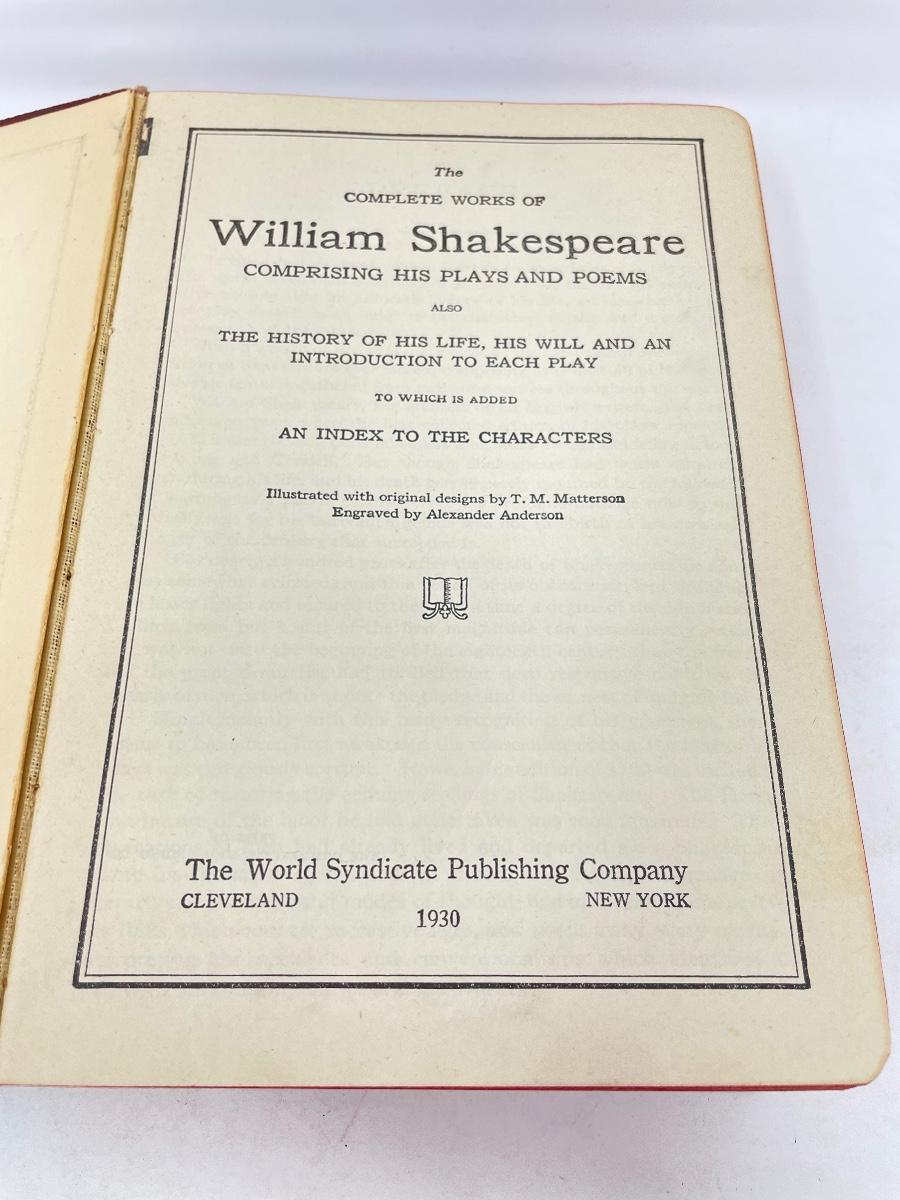 The
COMPLETE WORKS OF
William Shakespeare
COMPRISING HIS PLAYS AND POEMS
ALSO
THE HISTORY OF HIS LIFE, HIS WILL AND AN
INTRODUCTION TO EACH PLAY
TO WHICH IS ADDED
AN INDEX TO THE CHARACTERS
Illustrated with original designs by T. M. Matterson
Engraved by Alexander Anderson
The World Syndicate Publishing Company
CLEVELAND NEW YORK
1930